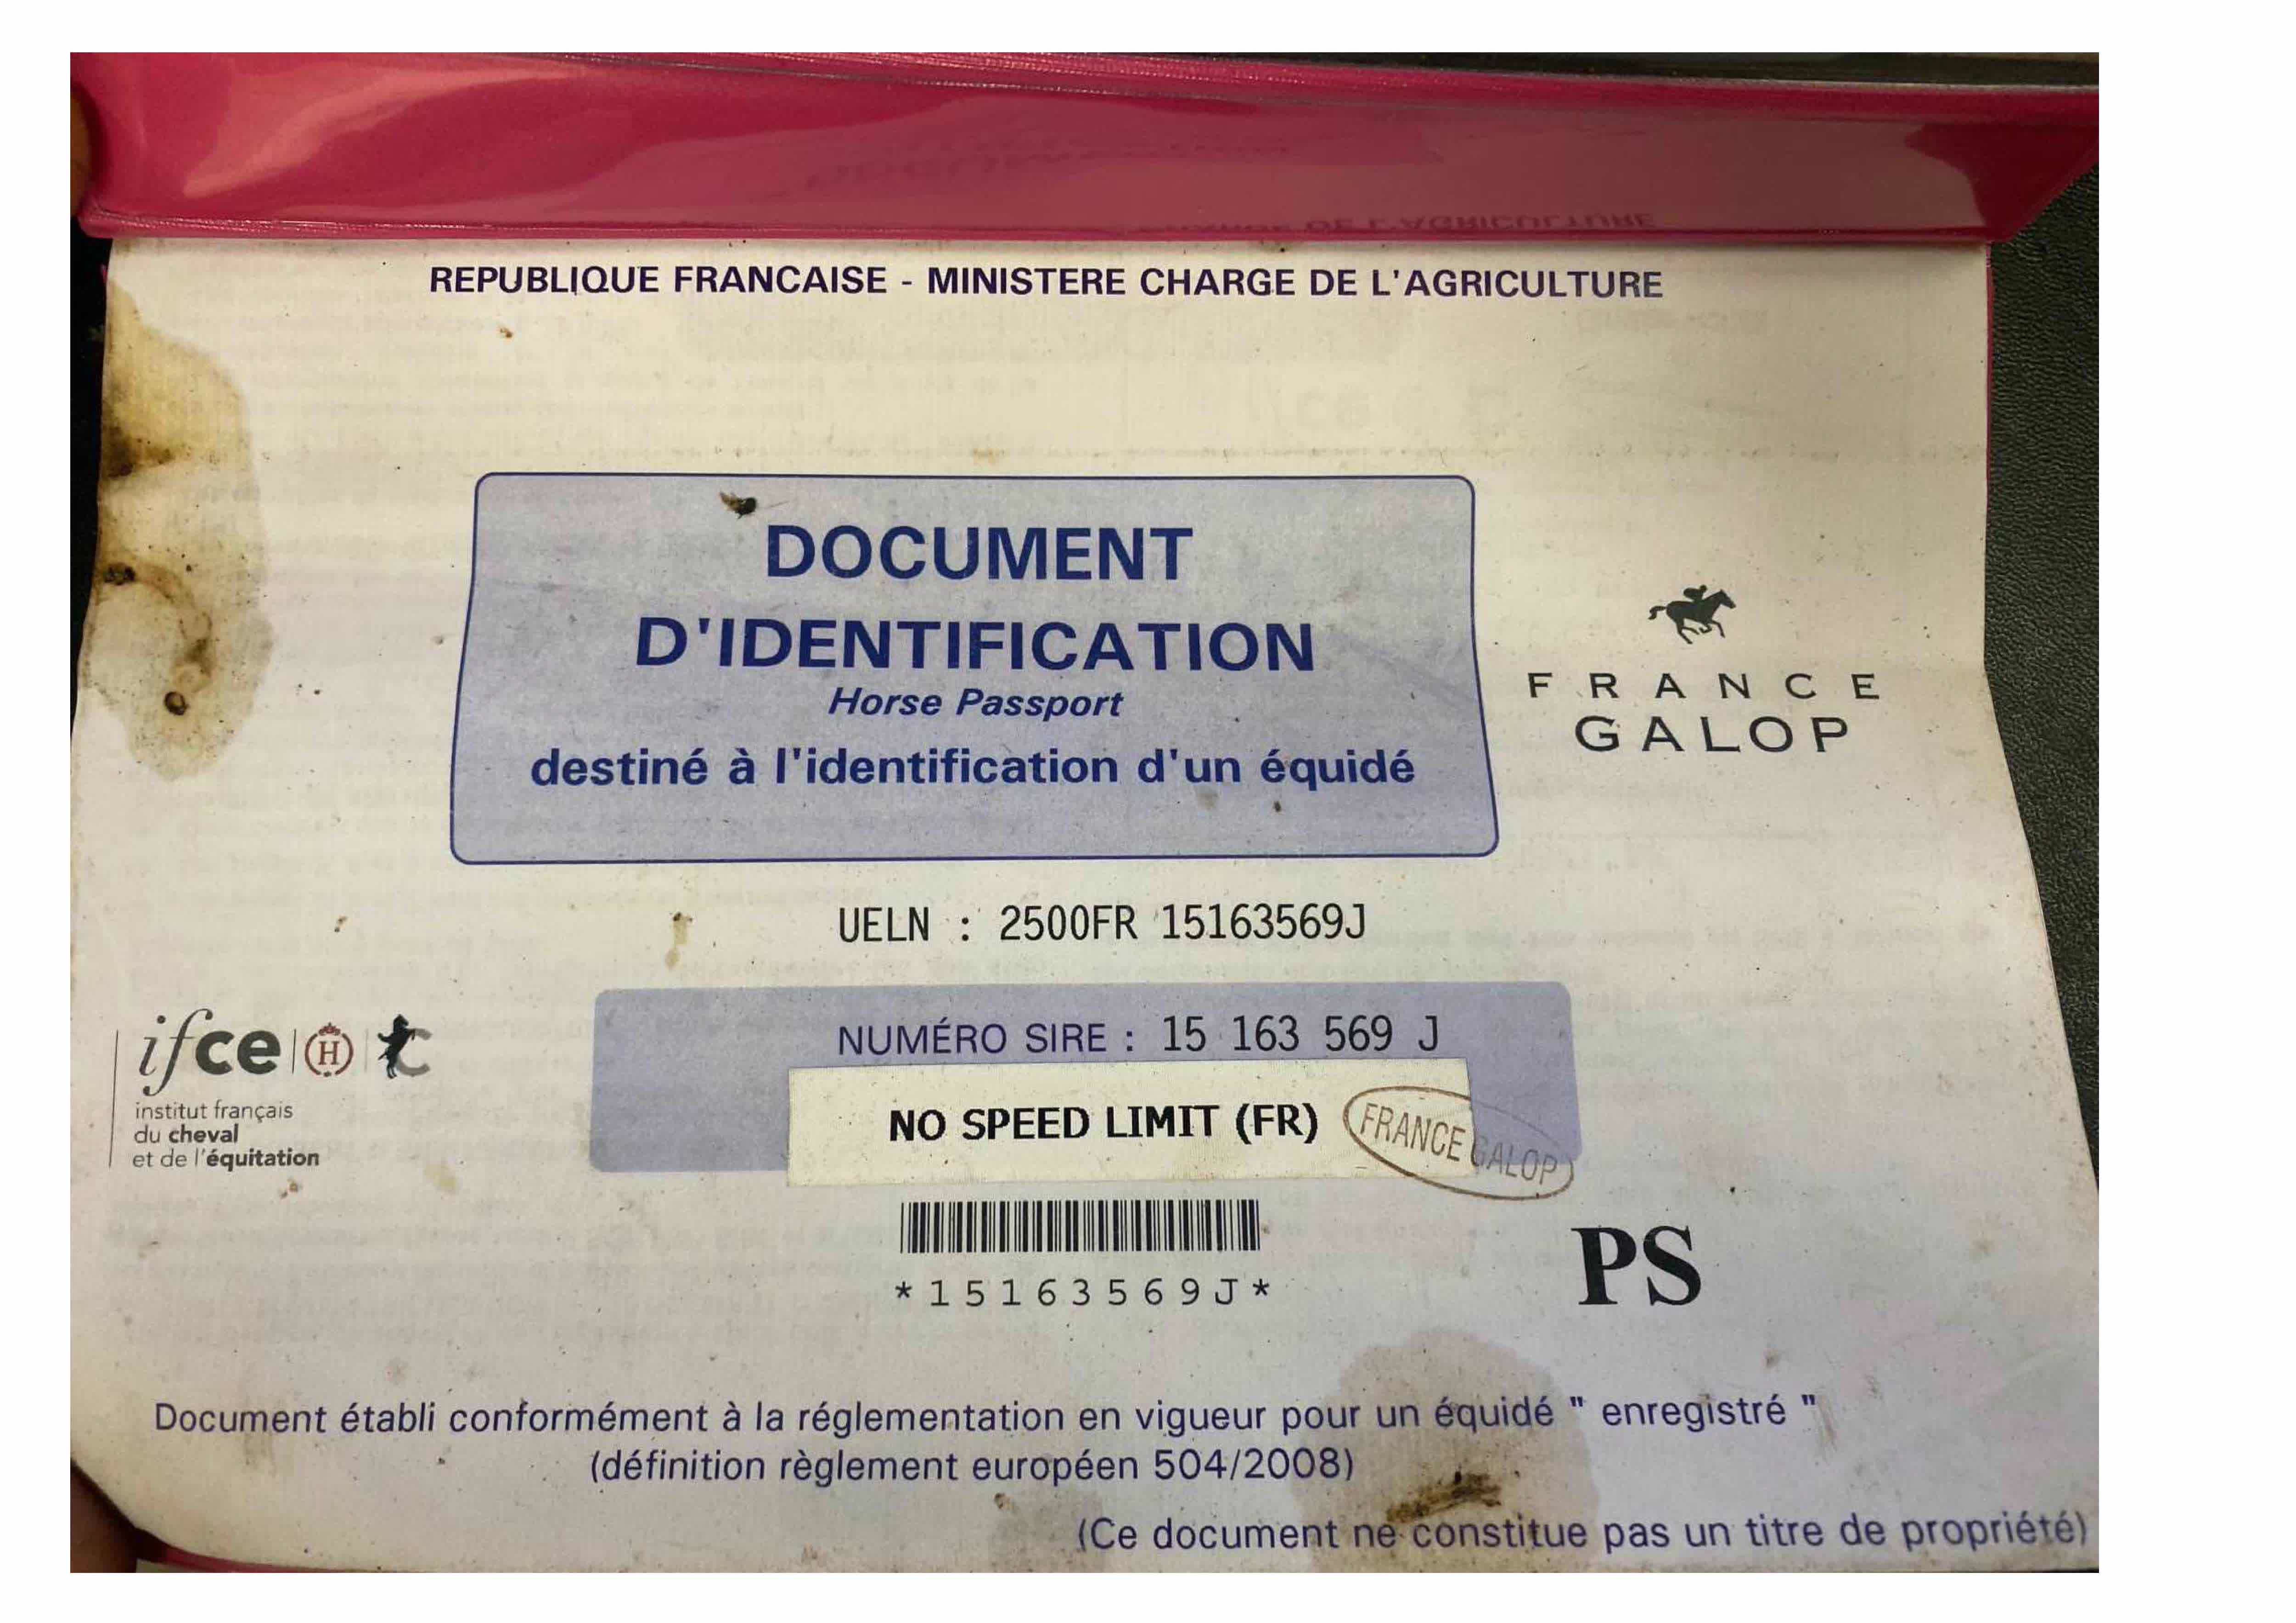 REPUBLIQUE FRANCAISE - MINISTERE CHARGE DE L'AGRICULTURE
DOCUMENT
D'IDENTIFICATION
Horse Passport
destiné à l'identification d'un équidé
FRANCE
GALOP
UELN : 2500FR 15163569J
ifce H
institut français
du cheval
et de l'équitation
NUMÉRO SIRE : 15 163 569 J
NO SPEED LIMIT (FR)
FRANCE GALOP
*15163569J*
PS
Document établi conformément à la réglementation en vigueur pour un équidé " enregistré "
(définition règlement européen 504/2008)
(Ce document ne constitue pas un titre de propriété)